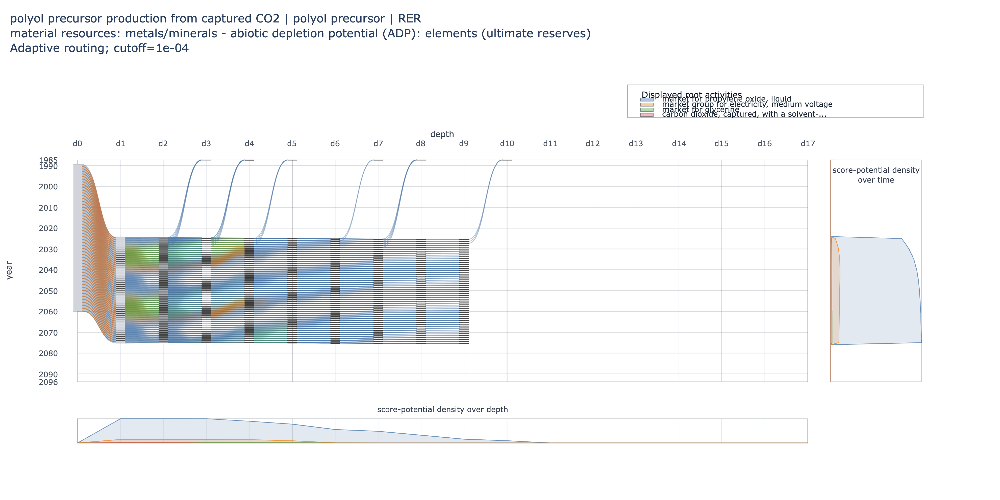 polyol precursor production from captured CO2 | polyol precursor | RER
material resources: metals/minerals - abiotic depletion potential (ADP): elements (ultimate reserves)
Adaptive routing; cutoff=1e-04
Displayed root activities
market for propylene oxide, liquid
market group for electricity, medium voltage
market for glycerine
carbon dioxide, captured, with a solvent-...
depth
d0 d1 d2 d3 d4 d5 d6 d7 d8 d9 d10 d11 d12 d13 d14 d15 d16 d17
1985
1990
2000
2010
2020
2030
2040
2050
2060
2070
2080
2090
2096
year
score-potential density
over time
score-potential density over depth